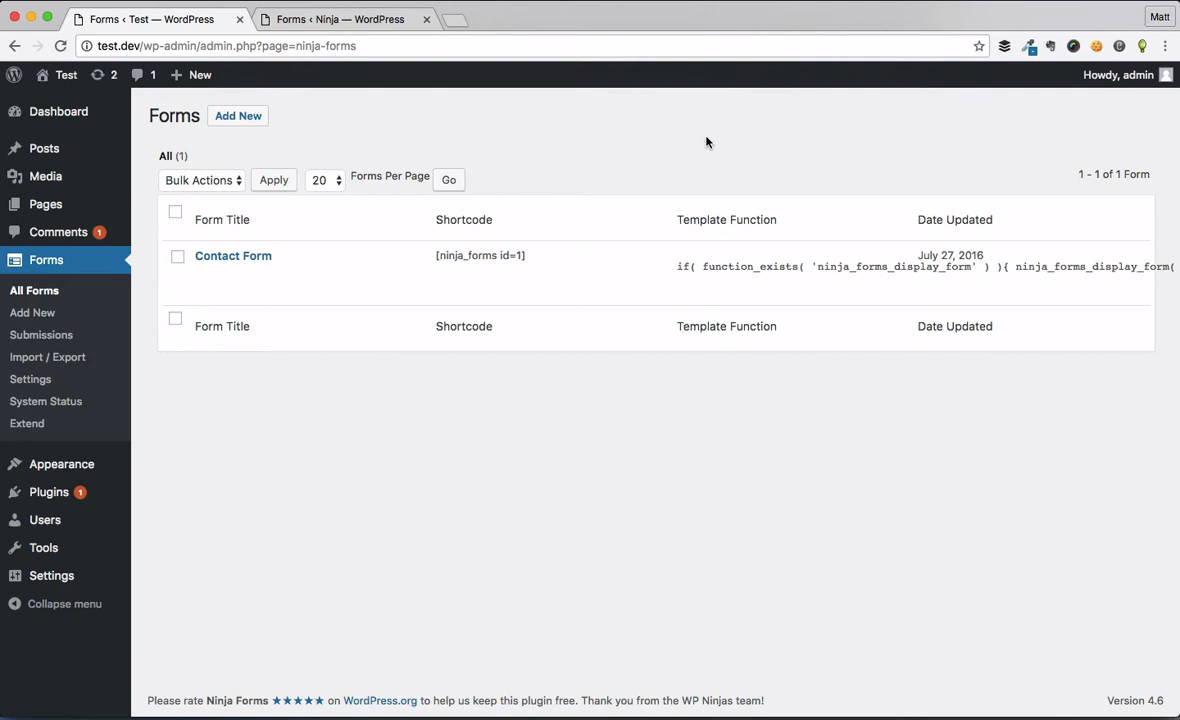 Forms ‹ Test — WordPress
Forms ‹ Ninja — WordPress
Matt
test.dev/wp-admin/admin.php?page=ninja-forms
Test 2 1 New
Howdy, admin
Dashboard
Posts
Media
Pages
Comments 1
Forms
All Forms
Add New
Submissions
Import / Export
Settings
System Status
Extend
Appearance
Plugins 1
Users
Tools
Settings
Collapse menu
Forms Add New
All (1)
Bulk Actions Apply 20 Forms Per Page Go
1 - 1 of 1 Form
Form Title Shortcode Template Function Date Updated
Contact Form [ninja_forms id=1] July 27, 2016
if( function_exists( 'ninja_forms_display_form' ) ){ ninja_forms_display_form(
Form Title Shortcode Template Function Date Updated
Please rate Ninja Forms ★★★★★ on WordPress.org to help us keep this plugin free. Thank you from the WP Ninjas team!
Version 4.6